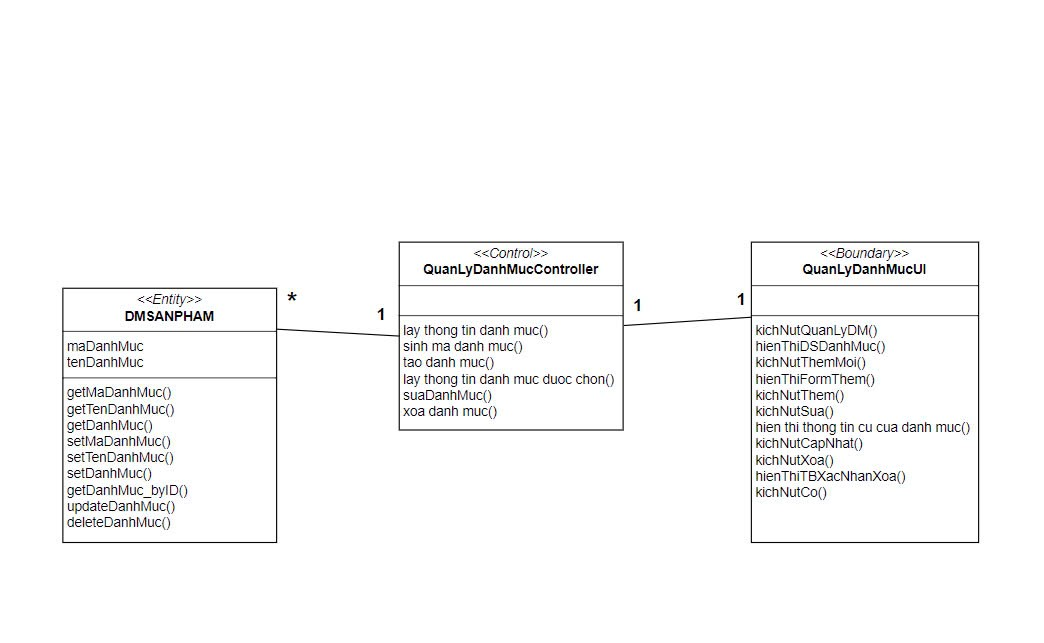 <<Entity>>
DMSANPHAM
maDanhMuc
tenDanhMuc
getMaDanhMuc()
getTenDanhMuc()
getDanhMuc()
setMaDanhMuc()
setTenDanhMuc()
setDanhMuc()
getDanhMuc_byID()
updateDanhMuc()
deleteDanhMuc()
*
1
<<Control>>
QuanLyDanhMucController
lay thong tin danh muc()
sinh ma danh muc()
tao danh muc()
lay thong tin danh muc duoc chon()
suaDanhMuc()
xoa danh muc()
1
1
<<Boundary>>
QuanLyDanhMucUI
kichNutQuanLyDM()
hienThiDSDanhMuc()
kichNutThemMoi()
hienThiFormThem()
kichNutThem()
kichNutSua()
hien thi thong tin cu cua danh muc()
kichNutCapNhat()
kichNutXoa()
hienThiTBXacNhanXoa()
kichNutCo()